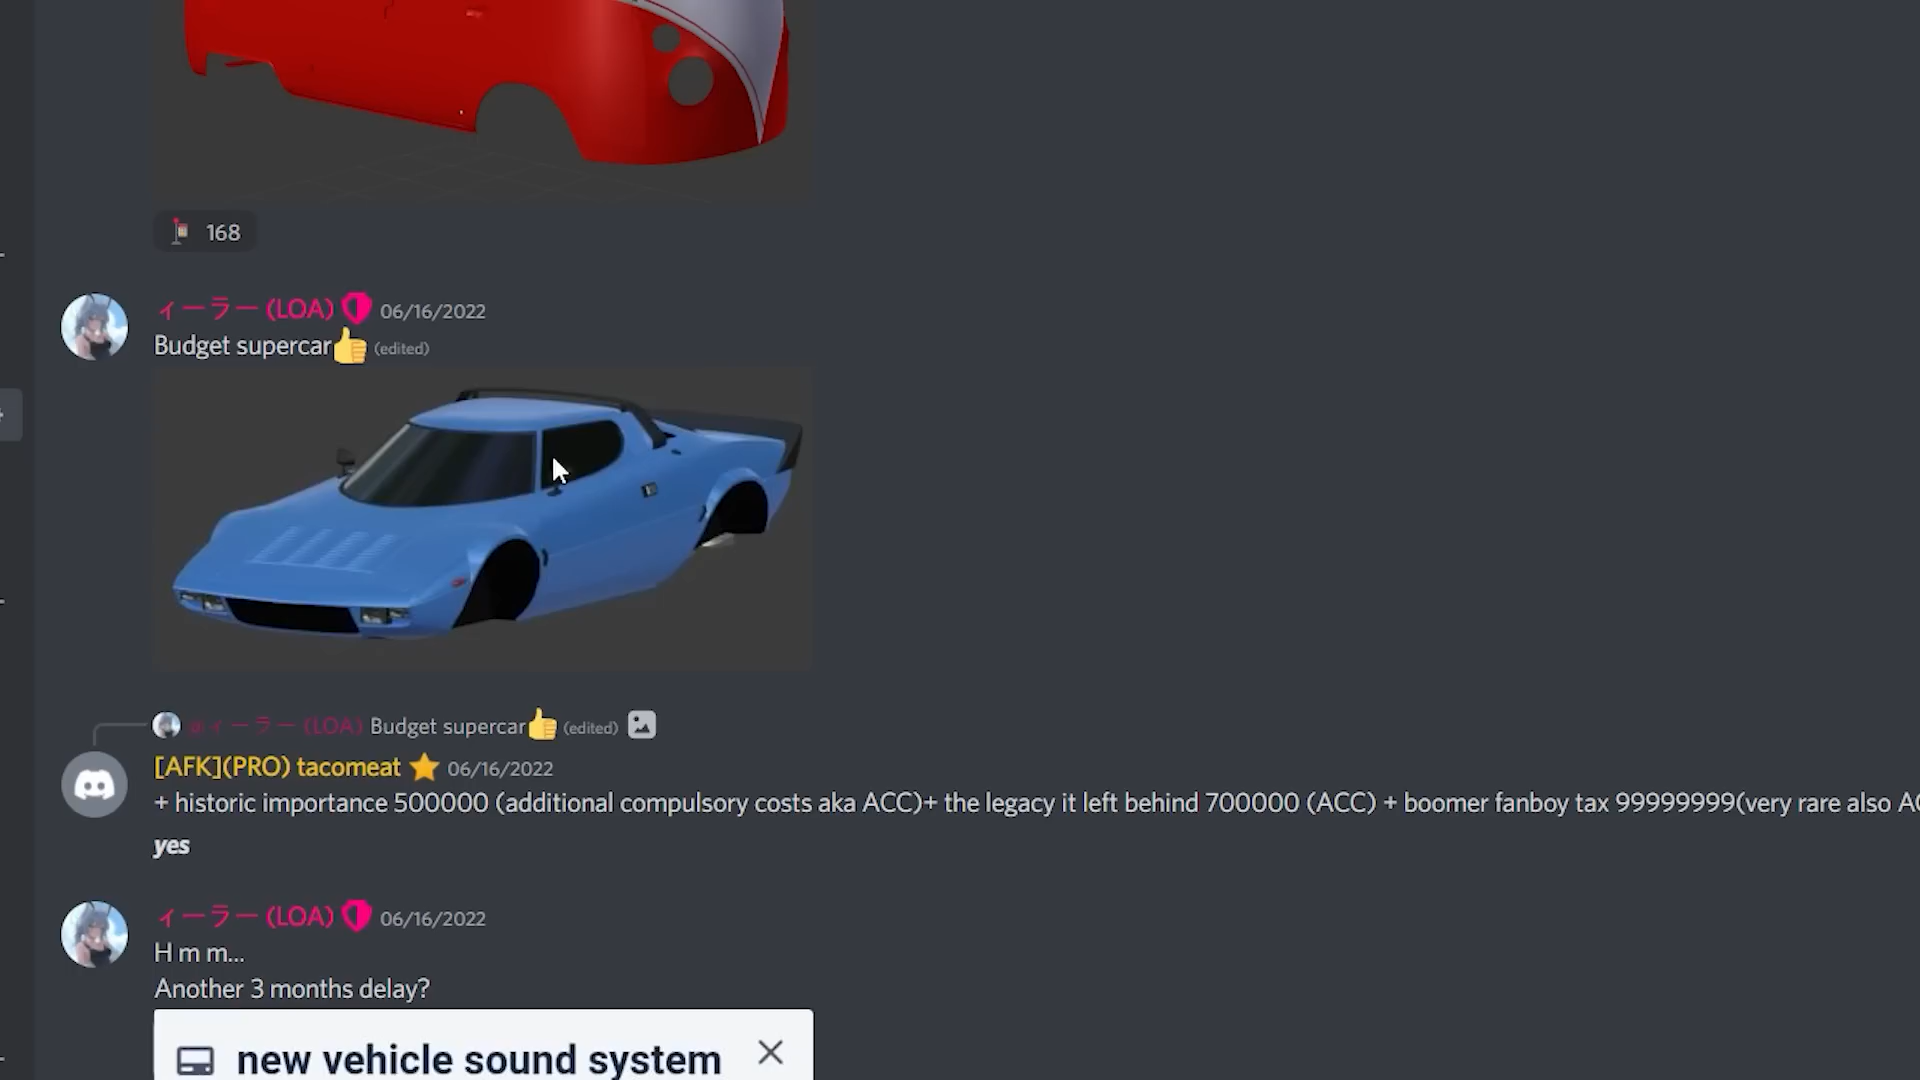 168
ィーラー (LOA) 06/16/2022
Budget supercar (edited)
ィーラー (LOA) Budget supercar (edited)
[AFK](PRO) tacomeat 06/16/2022
+ historic importance 500000 (additional compulsory costs aka ACC)+ the legacy it left behind 700000 (ACC) + boomer fanboy tax 99999999(very rare also
yes
ィーラー (LOA) 06/16/2022
H m m...
Another 3 months delay?
new vehicle sound system